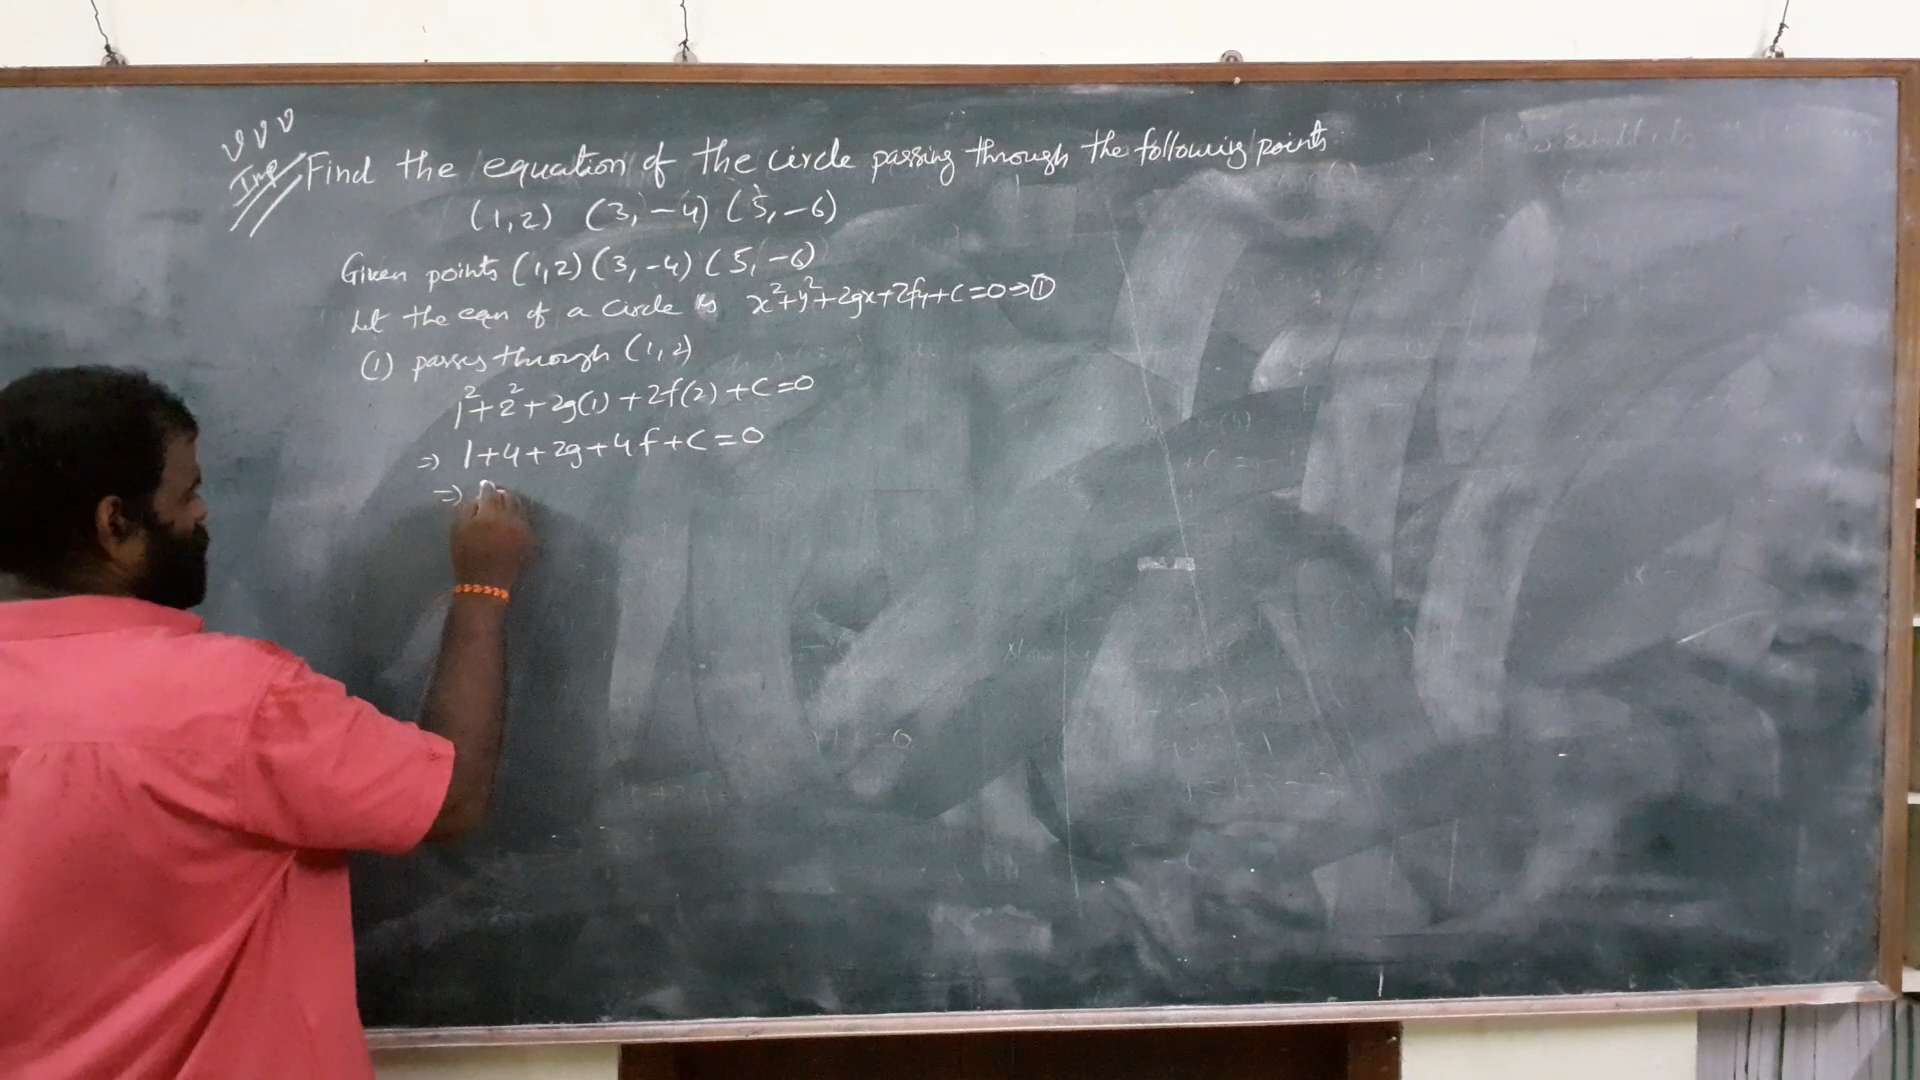 VVV
Imp
Find the equation of the circle passing through the following points
(1,2) (3,-4) (5,-6)
Given points (1,2) (3,-4) (5,-6)
Let the eqn of a circle is x²+y²+2gx+2fy+c=0→①
(1) passes through (1,2)
1²+2²+2g(1)+2f(2)+c=0
⇒ 1+4+2g+4f+c=0
⇒